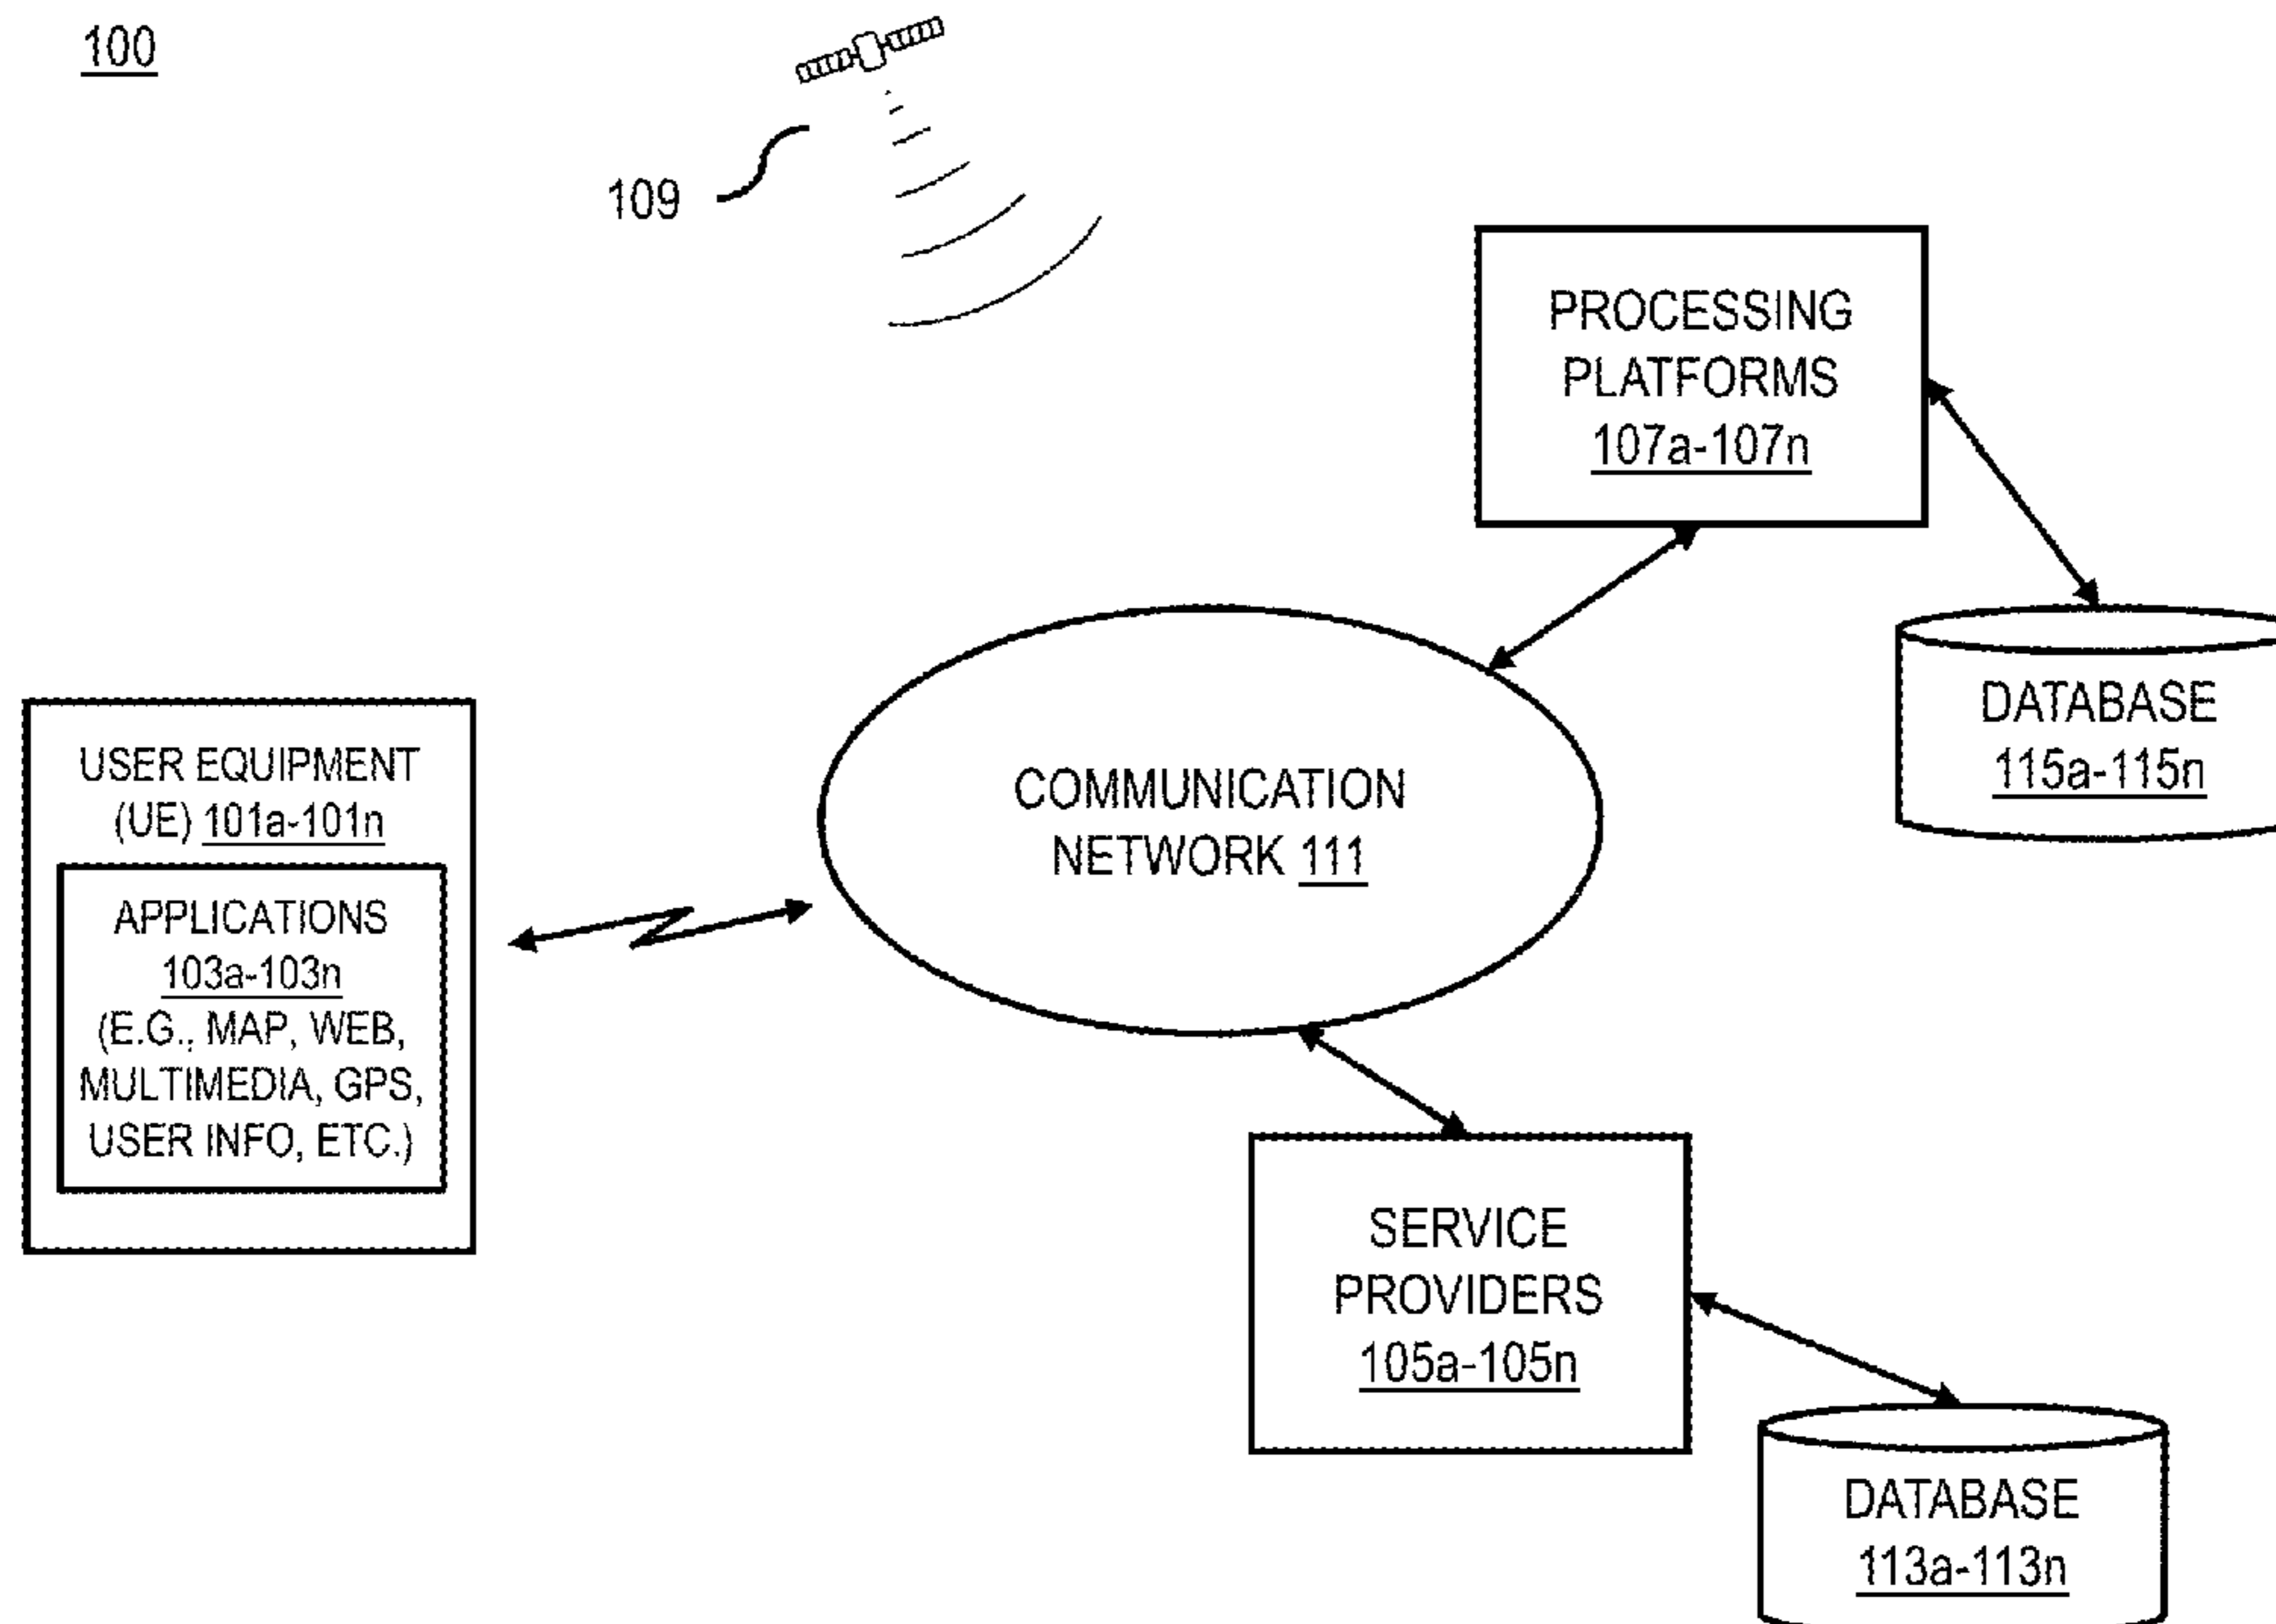 100
109
PROCESSING
PLATFORMS
107a-107n
DATABASE
115a-115n
COMMUNICATION
NETWORK 111
USER EQUIPMENT
(UE) 101a-101n
APPLICATIONS
103a-103n
(E.G., MAP, WEB,
MULTIMEDIA, GPS,
USER INFO, ETC.)
SERVICE
PROVIDERS
105a-105n
DATABASE
113a-113n